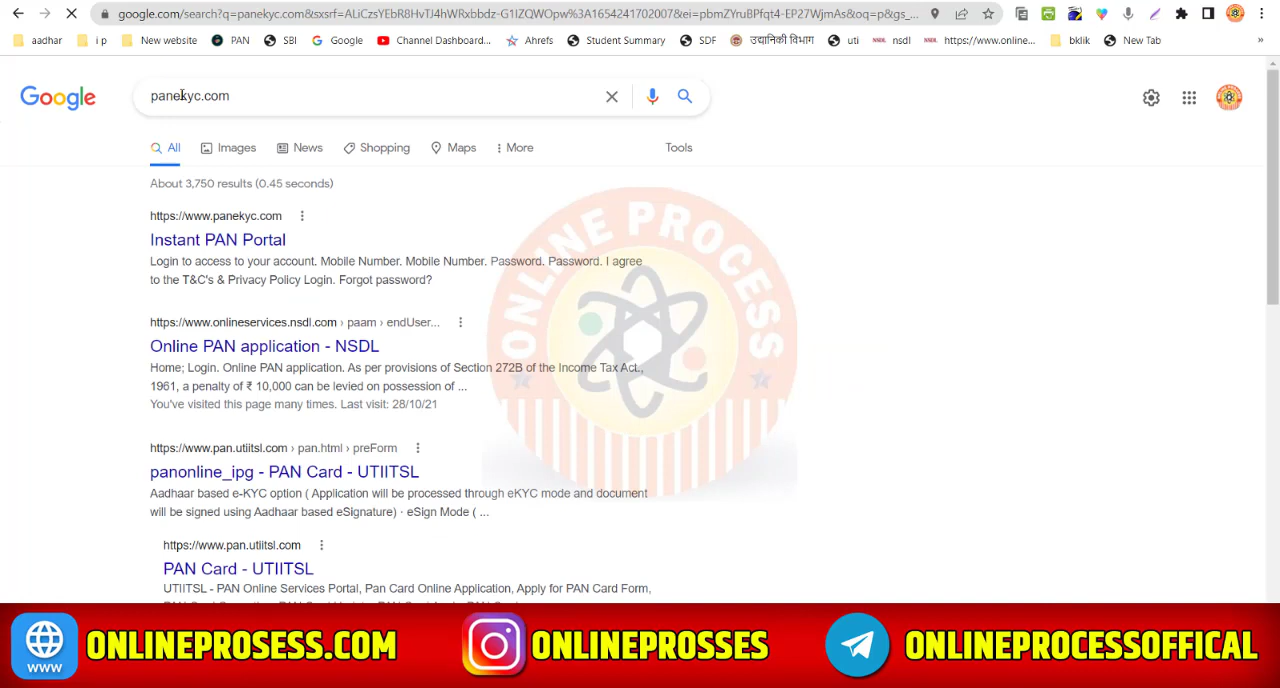 google.com/search?q=panekyc.com&sxsrf=ALiCzsYEbR8HvTJ4hWRxbbdz-G1IZQWOpw%3A1654241702007&ei=pbmZYruBPfqt4-EP27WjmAs&oq=p&gs_...
aadhar i p New website PAN SBI Google Channel Dashboard... Ahrefs Student Summary SDF उद्यानिकी विभाग uti NSDL nsdl NSDL https://www.online... bklik New Tab »
Google panekyc.com
All Images News Shopping Maps More Tools
About 3,750 results (0.45 seconds)
https://www.panekyc.com
Instant PAN Portal
Login to access to your account. Mobile Number. Mobile Number. Password. Password. I agree
to the T&C's & Privacy Policy Login. Forgot password?
https://www.onlineservices.nsdl.com › paam › endUser...
Online PAN application - NSDL
Home; Login. Online PAN application. As per provisions of Section 272B of the Income Tax Act.,
1961, a penalty of ₹ 10,000 can be levied on possession of ...
You've visited this page many times. Last visit: 28/10/21
https://www.pan.utiitsl.com › pan.html › preForm
panonline_ipg - PAN Card - UTIITSL
Aadhaar based e-KYC option ( Application will be processed through eKYC mode and document
will be signed using Aadhaar based eSignature) · eSign Mode ( ...
https://www.pan.utiitsl.com
PAN Card - UTIITSL
UTIITSL - PAN Online Services Portal, Pan Card Online Application, Apply for PAN Card Form,
ONLINE PROCESS
WWW ONLINEPROSESS.COM ONLINEPROSSES ONLINEPROCESSOFFICAL